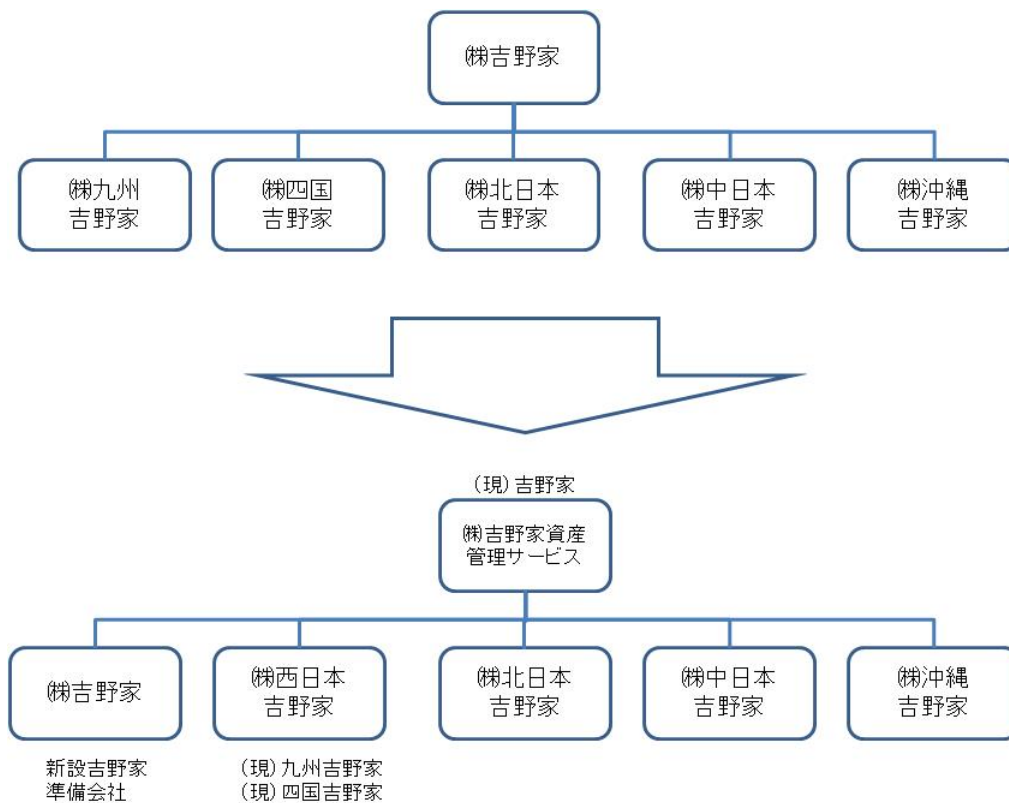 ㈱吉野家
㈱九州
吉野家
㈱四国
吉野家
㈱北日本
吉野家
㈱中日本
吉野家
㈱沖縄
吉野家
(現)吉野家
㈱吉野家資産
管理サービス
㈱吉野家
㈱西日本
吉野家
㈱北日本
吉野家
㈱中日本
吉野家
㈱沖縄
吉野家
新設吉野家
準備会社
(現)九州吉野家
(現)四国吉野家